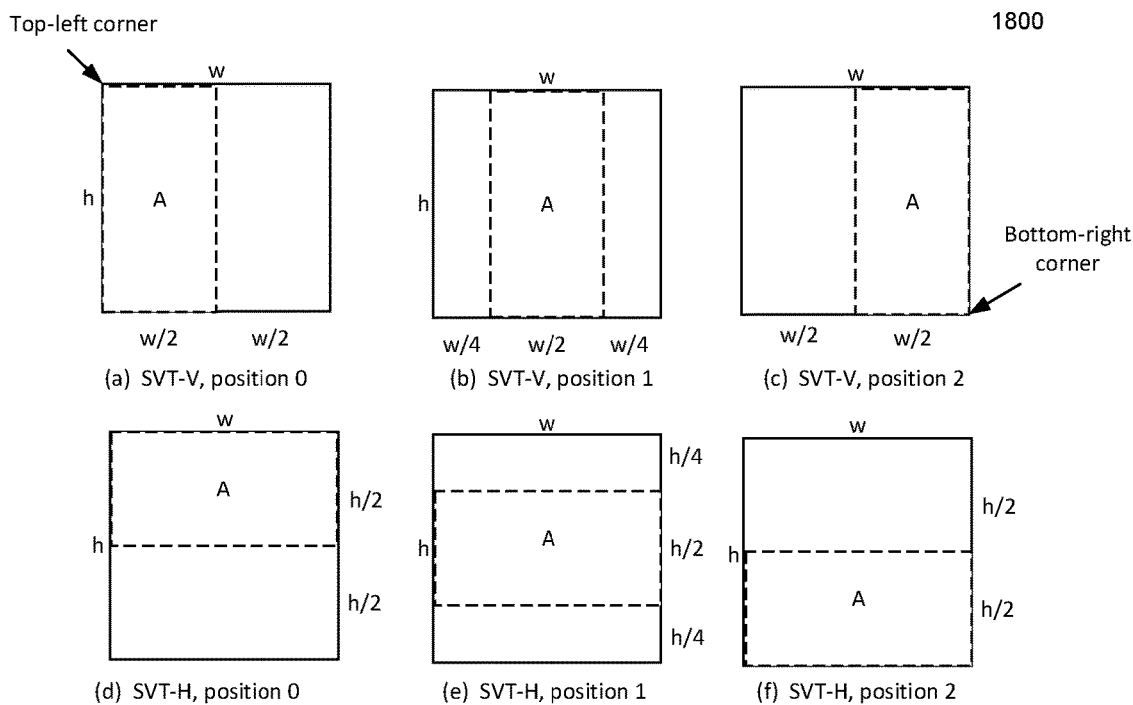 1800
Top-left corner
w
w
w
h
A
h
A
A
Bottom-right
corner
w/2
w/2
w/4
w/2
w/4
w/2
w/2
(a) SVT-V, position 0
(b) SVT-V, position 1
(c) SVT-V, position 2
w
w
w
A
h/2
h
h/2
h/4
A
h/2
h
h/4
h/2
h
A
h/2
(d) SVT-H, position 0
(e) SVT-H, position 1
(f) SVT-H, position 2